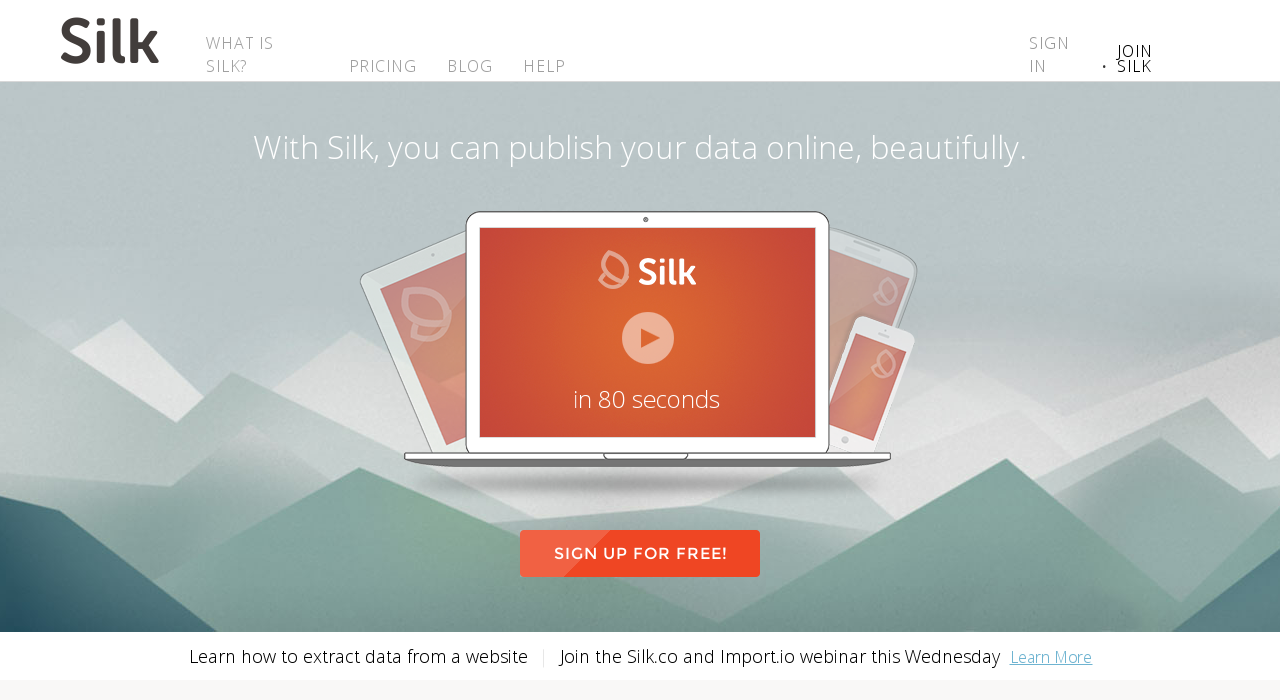 Silk
WHAT IS
SILK?
PRICING
BLOG
HELP
SIGN
IN
• JOIN
SILK
With Silk, you can publish your data online, beautifully.
Silk
in 80 seconds
SIGN UP FOR FREE!
Learn how to extract data from a website
Join the Silk.co and Import.io webinar this Wednesday Learn More